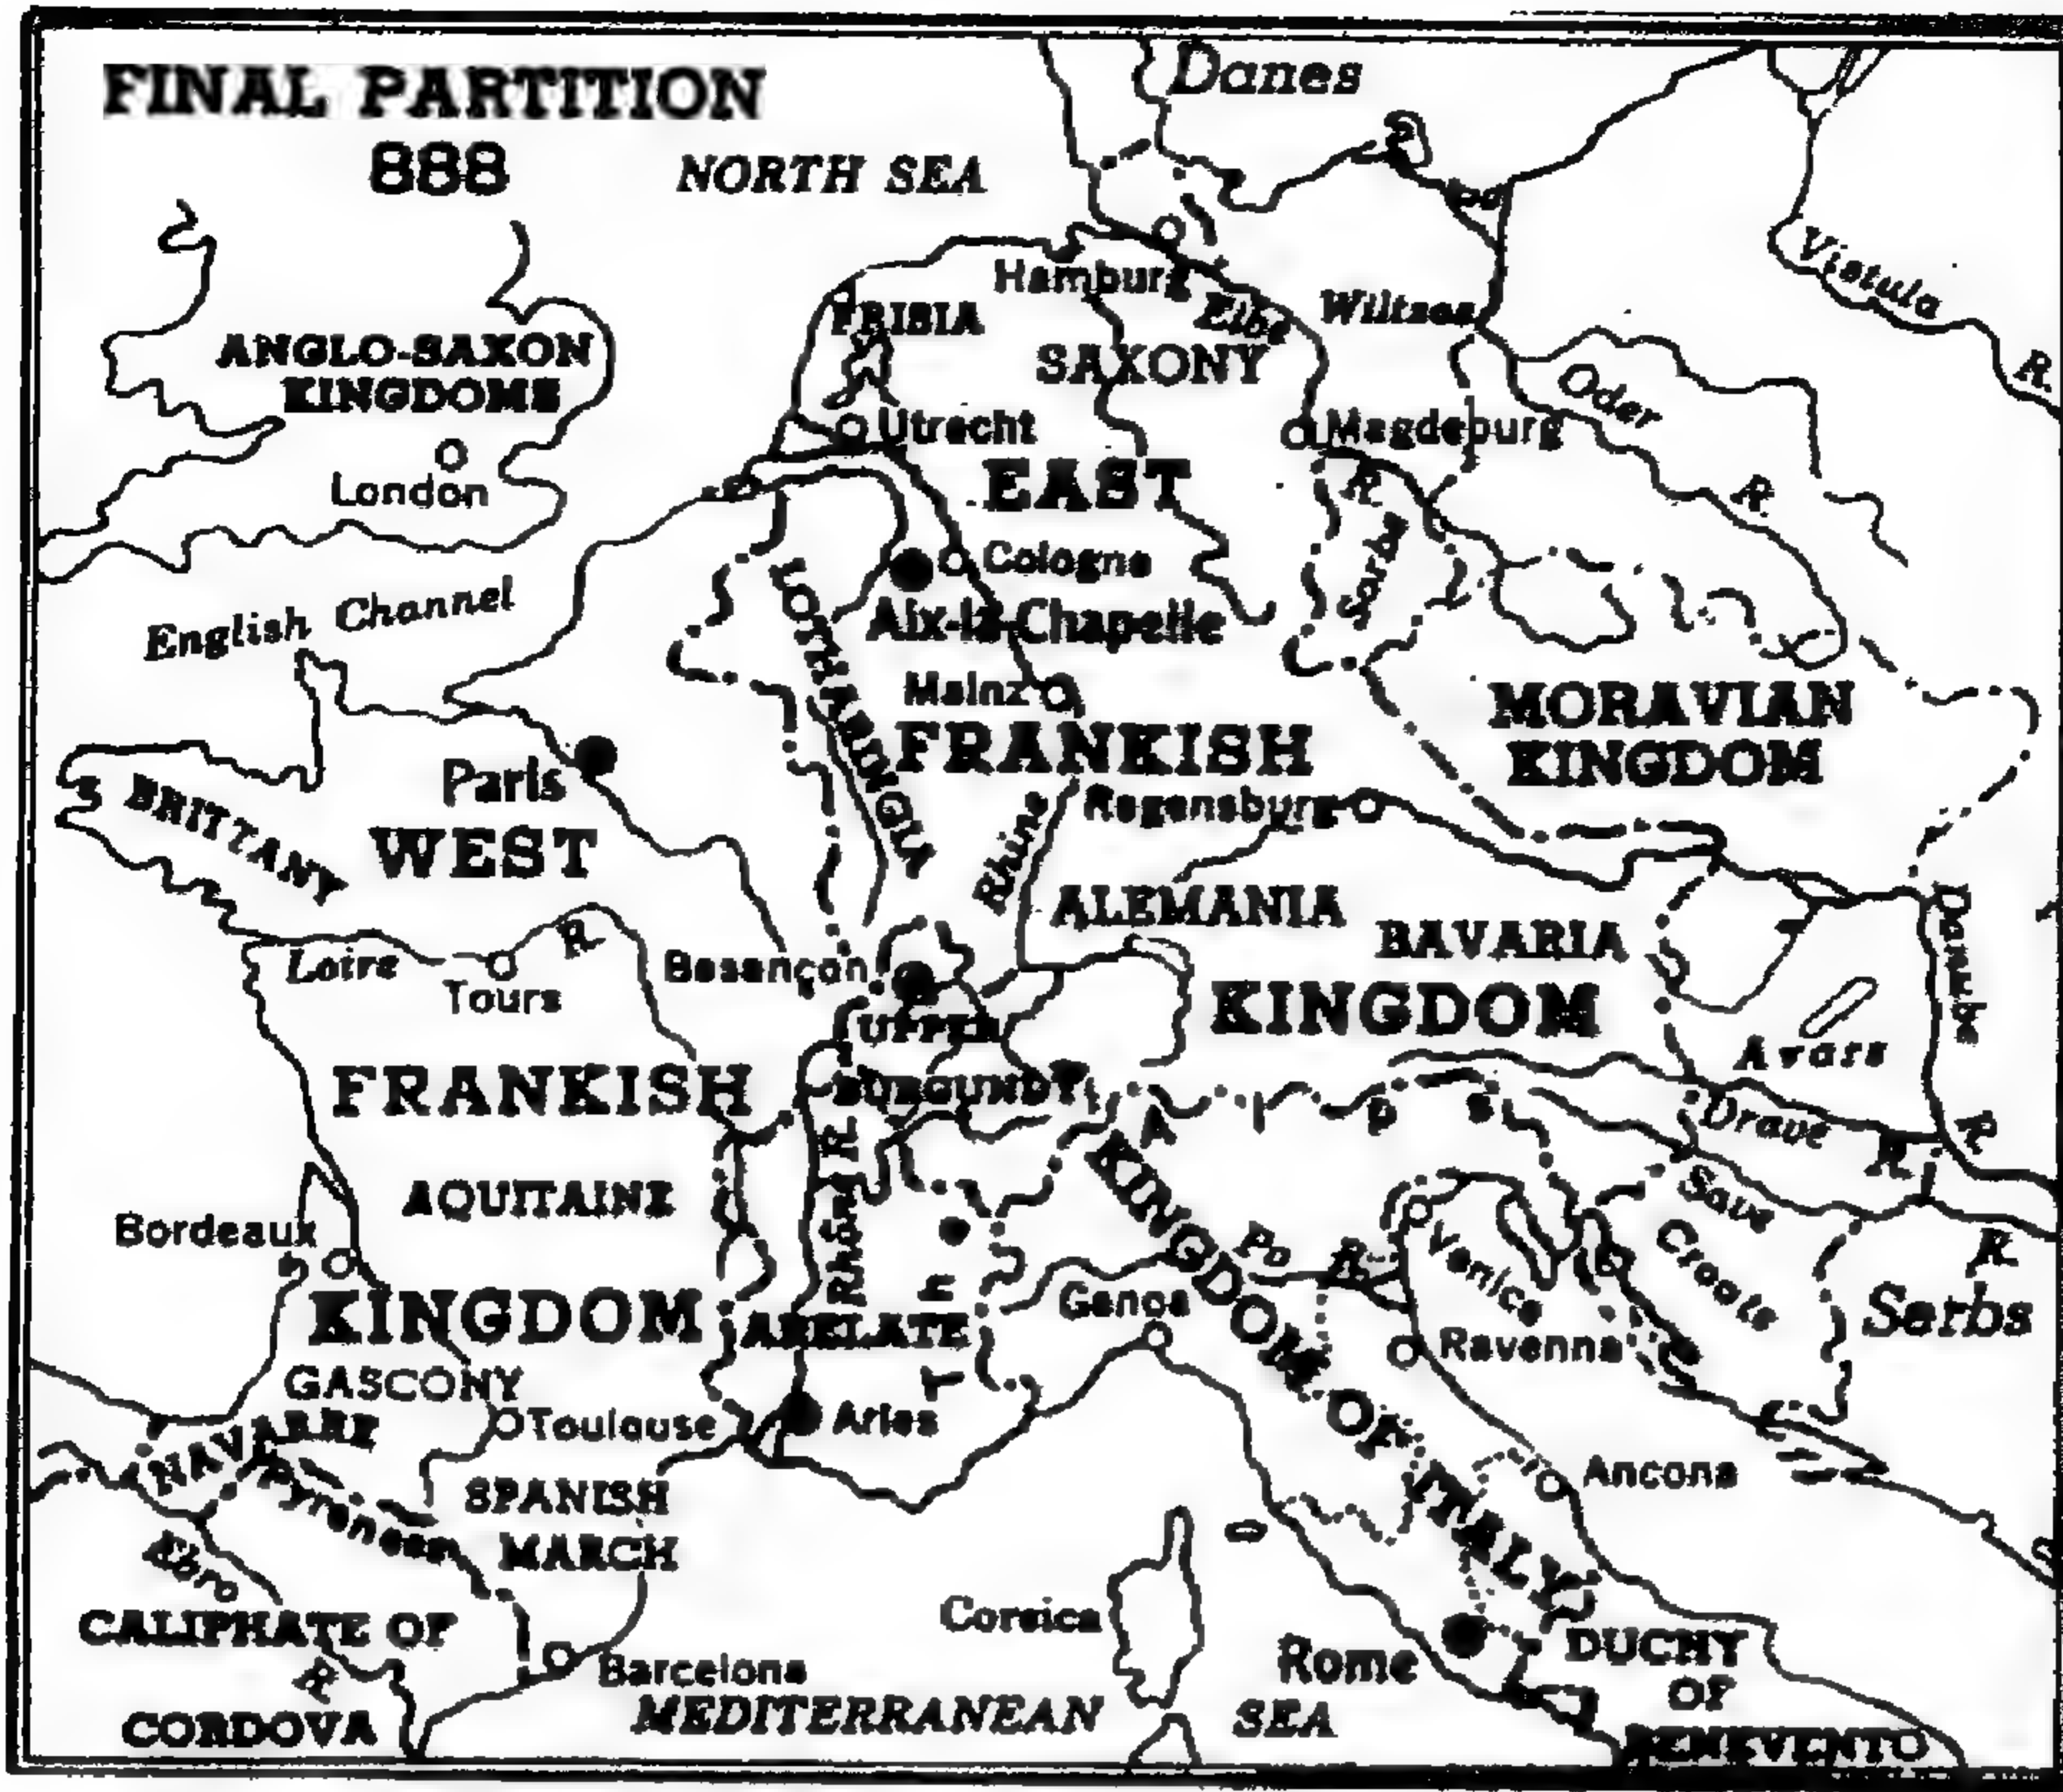 FINAL PARTITION
888
NORTH SEA
Danes
Vistula
R.
ANGLO-SAXON
KINGDOMS
London
English Channel
Hamburg
Elbe
R.
Wiltzes
FRISIA
SAXONY
Oder
R.
Utrecht
Magdeburg
EAST
Cologne
Sorbs
Aix-la-Chapelle
LOTHARINGIA
Mainz
FRANKISH
MORAVIAN
KINGDOM
Paris
WEST
BRITTANY
Rhine
Regensburg
ALEMANIA
BAVARIA
KINGDOM
Danube
R.
Avars
Loire
R.
Tours
Besançon
UPPER
BURGUNDY
FRANKISH
AQUITAINE
Bordeaux
KINGDOM
GASCONY
Toulouse
NAVARRE
Pyrenees
SPANISH
MARCH
Ebro
R.
CALIPHATE OF
CORDOVA
Barcelona
MEDITERRANEAN
SEA
ARELATE
Arles
Genoa
Po
R.
KINGDOM OF ITALY
Venice
Ravenna
Ancona
Drave
R.
Save
R.
Croats
Serbs
Corsica
Rome
DUCHY
OF
BENEVENTO